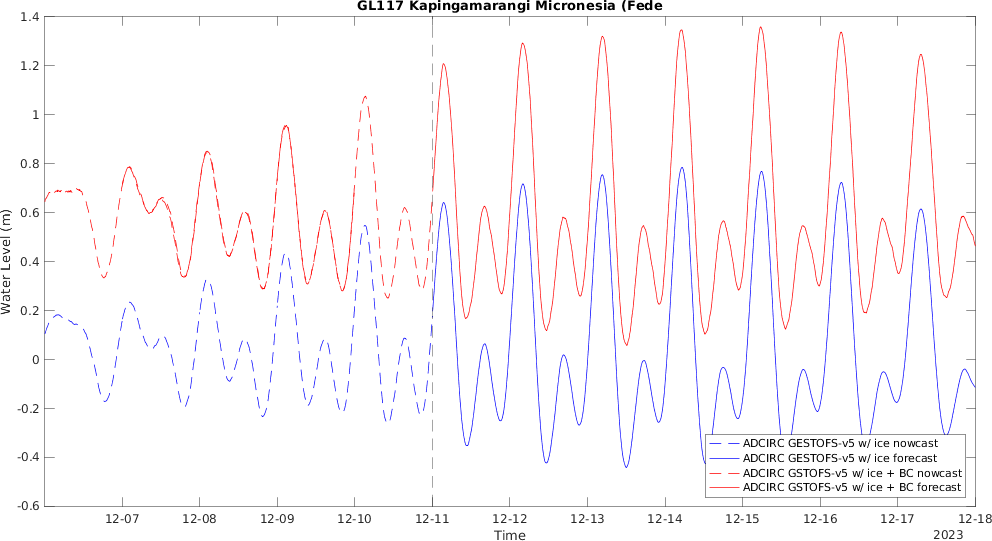 GL117 Kapingamarangi Micronesia (Fede
1.4
1.2
1
0.8
0.6
0.4
0.2
0
-0.2
-0.4
-0.6
Water Level (m)
ADCIRC GESTOFS-v5 w/ ice nowcast
ADCIRC GESTOFS-v5 w/ ice forecast
ADCIRC GSTOFS-v5 w/ ice + BC nowcast
ADCIRC GSTOFS-v5 w/ ice + BC forecast
12-07 12-08 12-09 12-10 12-11 12-12 12-13 12-14 12-15 12-16 12-17 12-18
Time
2023